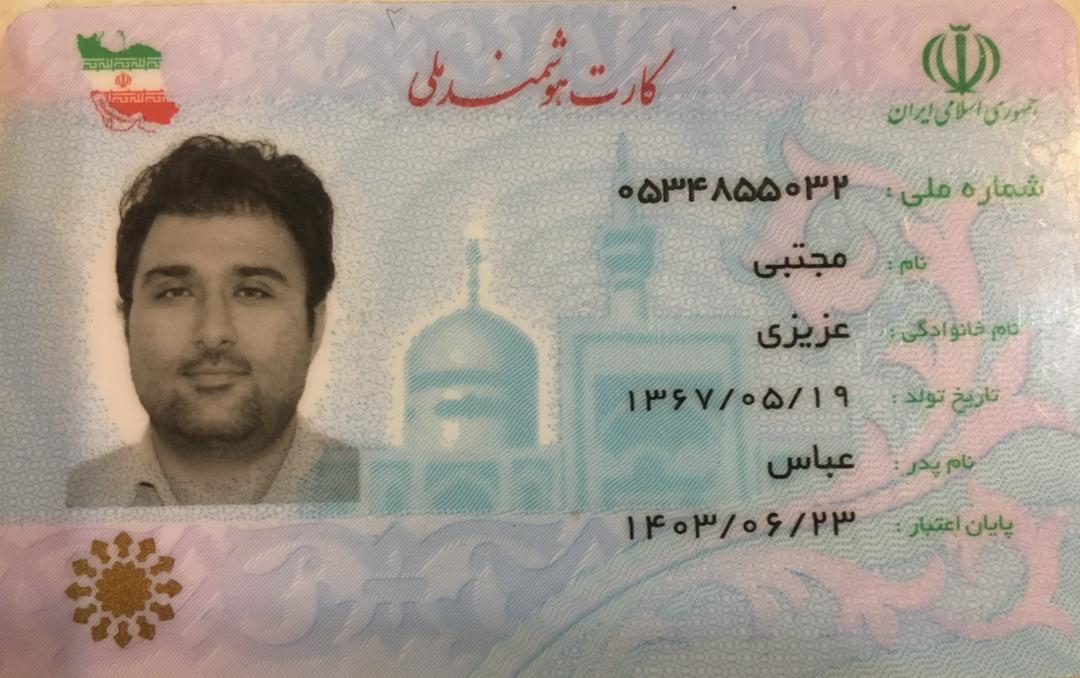 کارت هوشمند ملی
جمهوری اسلامی ایران
شماره ملی : ۰۵۳۴۸۵۵۰۳۲
نام : مجتبی
نام خانوادگی : عزیزی
تاریخ تولد : ۱۳۶۷/۰۵/۱۹
نام پدر : عباس
پایان اعتبار : ۱۴۰۳/۰۶/۲۳